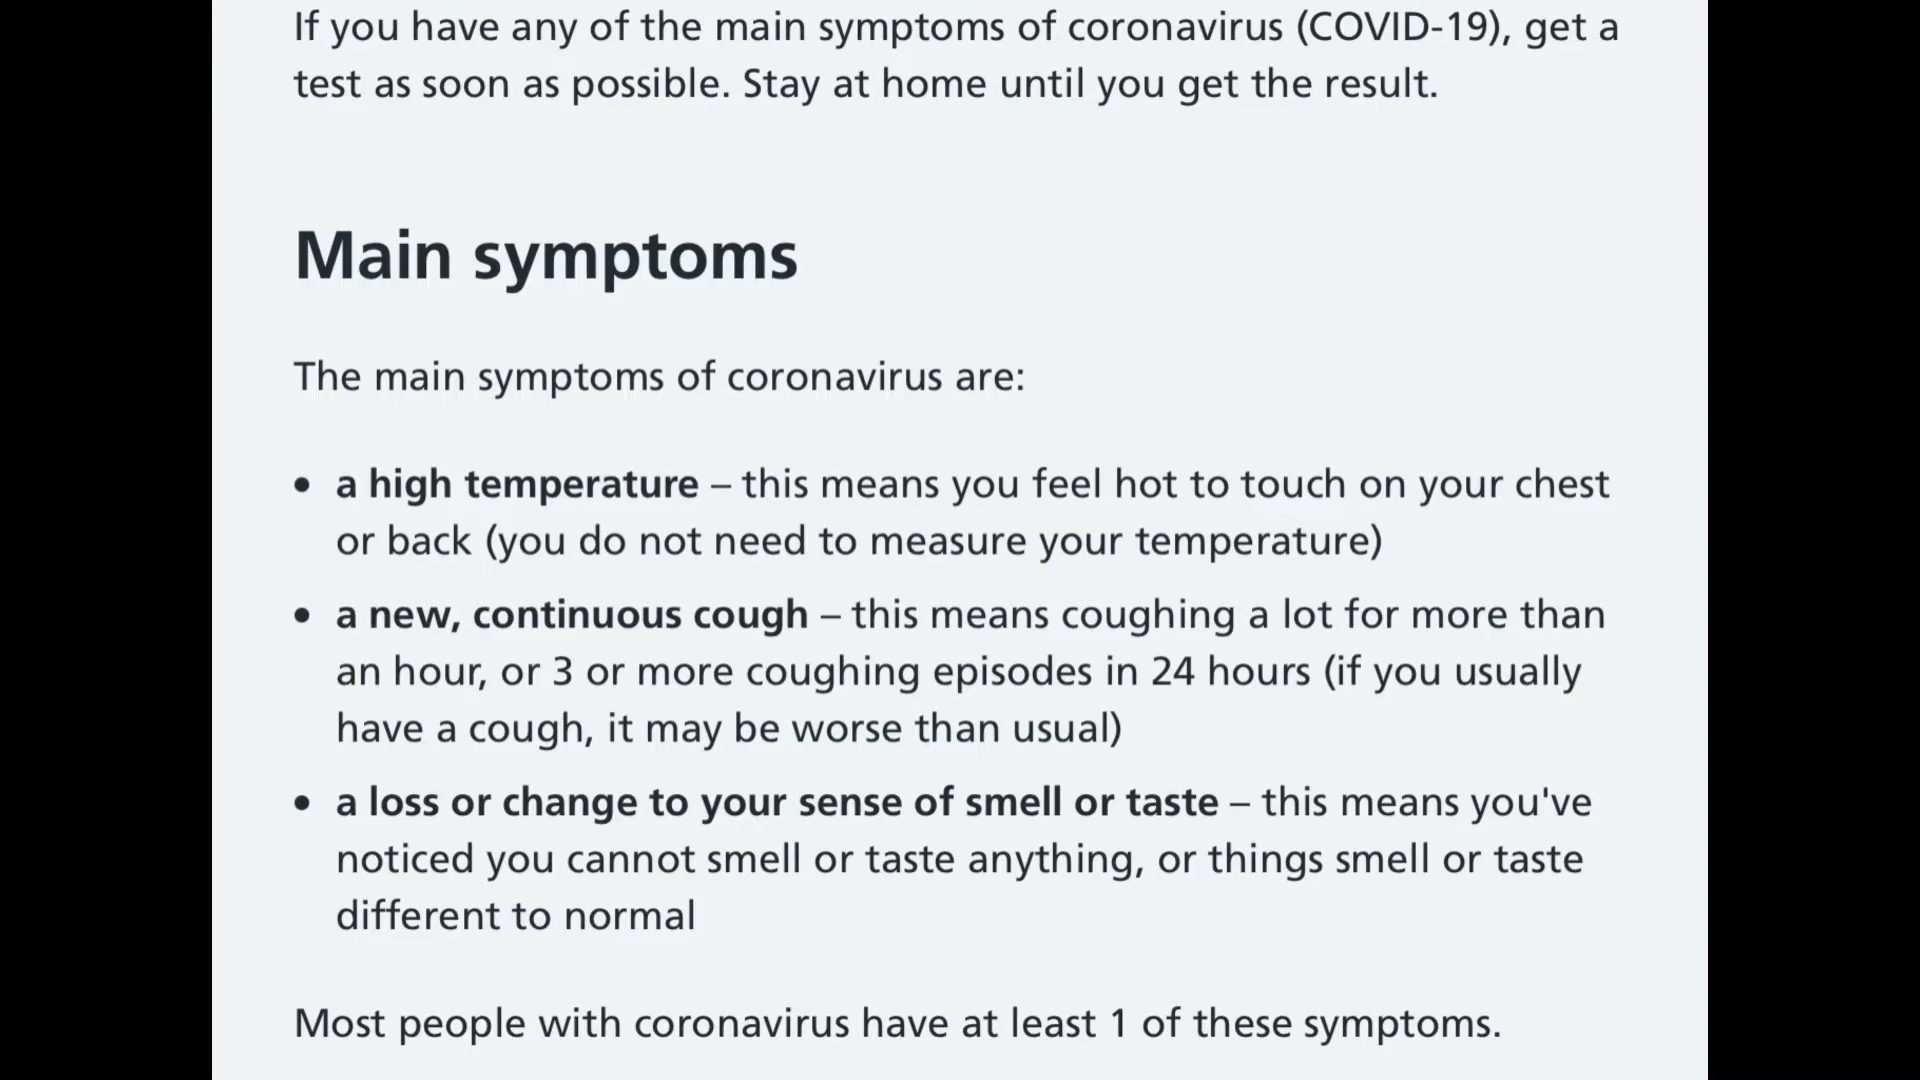 If you have any of the main symptoms of coronavirus (COVID-19), get a
test as soon as possible. Stay at home until you get the result.
Main symptoms
The main symptoms of coronavirus are:
• a high temperature – this means you feel hot to touch on your chest
or back (you do not need to measure your temperature)
• a new, continuous cough – this means coughing a lot for more than
an hour, or 3 or more coughing episodes in 24 hours (if you usually
have a cough, it may be worse than usual)
• a loss or change to your sense of smell or taste – this means you've
noticed you cannot smell or taste anything, or things smell or taste
different to normal
Most people with coronavirus have at least 1 of these symptoms.